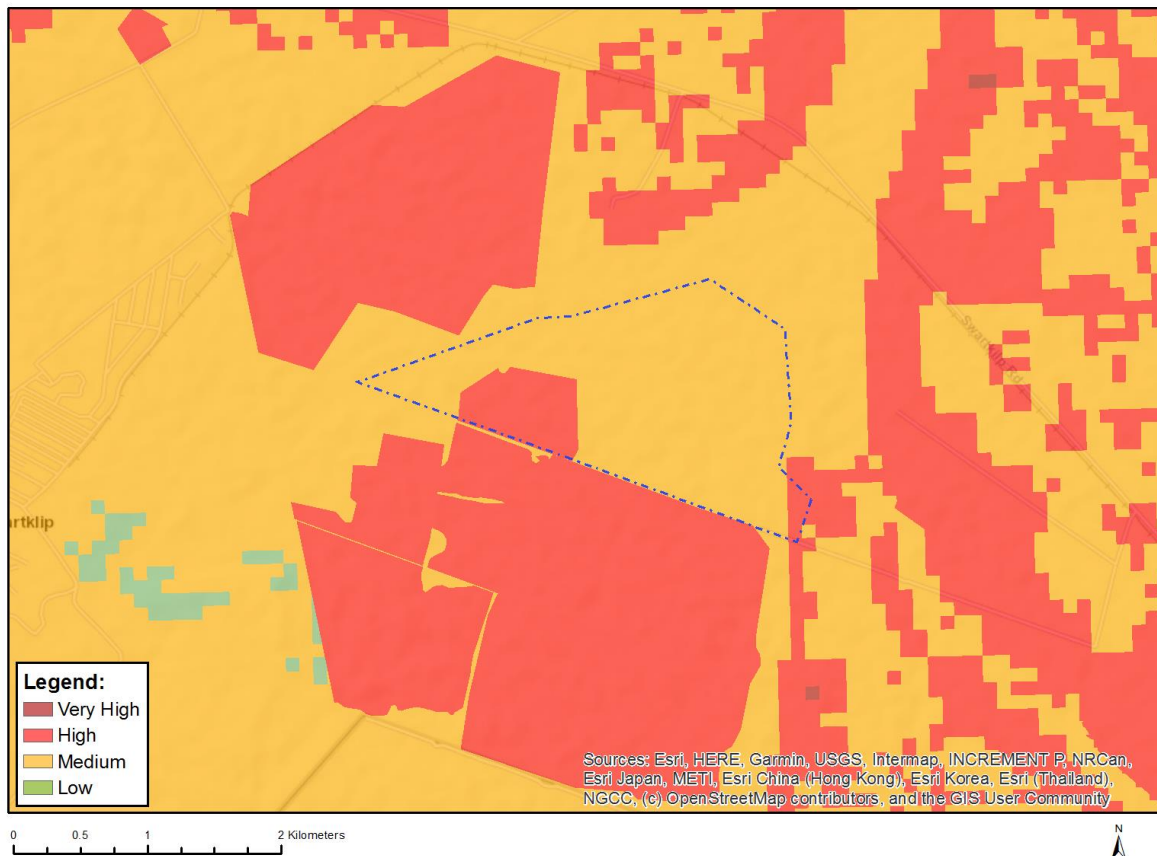 Swartklip Rd
artklip
Legend:
Very High
High
Medium
Low
Sources: Esri, HERE, Garmin, USGS, Intermap, INCREMENT P, NRCan,
Esri Japan, METI, Esri China (Hong Kong), Esri Korea, Esri (Thailand),
NGCC, (c) OpenStreetMap contributors, and the GIS User Community
0 0.5 1 2 Kilometers
N